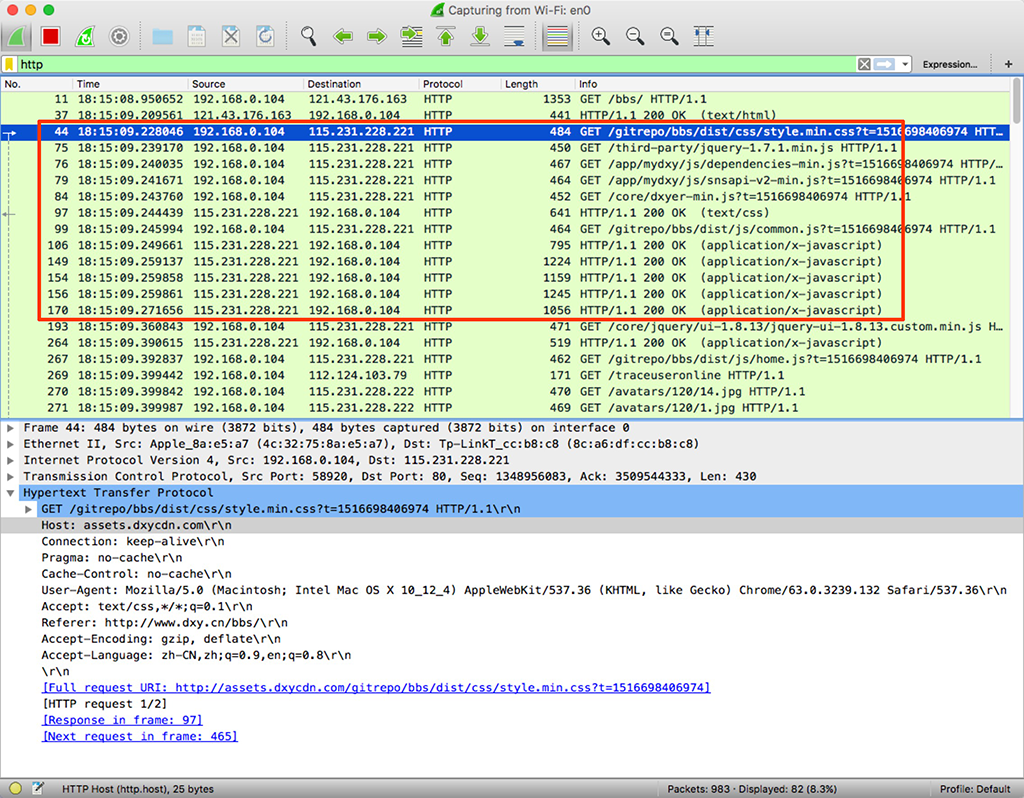 Capturing from Wi-Fi: en0
http Expression... +
No. Time Source Destination Protocol Length Info
11 18:15:08.950652 192.168.0.104 121.43.176.163 HTTP 1353 GET /bbs/ HTTP/1.1
37 18:15:09.209561 121.43.176.163 192.168.0.104 HTTP 441 HTTP/1.1 200 OK (text/html)
44 18:15:09.228046 192.168.0.104 115.231.228.221 HTTP 484 GET /gitrepo/bbs/dist/css/style.min.css?t=1516698406974 HTT…
75 18:15:09.239170 192.168.0.104 115.231.228.221 HTTP 450 GET /third-party/jquery-1.7.1.min.js HTTP/1.1
76 18:15:09.240035 192.168.0.104 115.231.228.221 HTTP 467 GET /app/mydxy/js/dependencies-min.js?t=1516698406974 HTTP/…
79 18:15:09.241671 192.168.0.104 115.231.228.221 HTTP 464 GET /app/mydxy/js/snsapi-v2-min.js?t=1516698406974 HTTP/1.1
84 18:15:09.243760 192.168.0.104 115.231.228.221 HTTP 452 GET /core/dxyer-min.js?t=1516698406974 HTTP/1.1
97 18:15:09.244439 115.231.228.221 192.168.0.104 HTTP 641 HTTP/1.1 200 OK (text/css)
99 18:15:09.245994 192.168.0.104 115.231.228.221 HTTP 464 GET /gitrepo/bbs/dist/js/common.js?t=1516698406974 HTTP/1.1
106 18:15:09.249661 115.231.228.221 192.168.0.104 HTTP 795 HTTP/1.1 200 OK (application/x-javascript)
149 18:15:09.259137 115.231.228.221 192.168.0.104 HTTP 1224 HTTP/1.1 200 OK (application/x-javascript)
154 18:15:09.259858 115.231.228.221 192.168.0.104 HTTP 1159 HTTP/1.1 200 OK (application/x-javascript)
156 18:15:09.259861 115.231.228.221 192.168.0.104 HTTP 1245 HTTP/1.1 200 OK (application/x-javascript)
170 18:15:09.271656 115.231.228.221 192.168.0.104 HTTP 1056 HTTP/1.1 200 OK (application/x-javascript)
193 18:15:09.360843 192.168.0.104 115.231.228.221 HTTP 471 GET /core/jquery/ui-1.8.13/jquery-ui-1.8.13.custom.min.js H…
264 18:15:09.390615 115.231.228.221 192.168.0.104 HTTP 519 HTTP/1.1 200 OK (application/x-javascript)
267 18:15:09.392837 192.168.0.104 115.231.228.221 HTTP 462 GET /gitrepo/bbs/dist/js/home.js?t=1516698406974 HTTP/1.1
269 18:15:09.399442 192.168.0.104 112.124.103.79 HTTP 171 GET /traceuseronline HTTP/1.1
270 18:15:09.399842 192.168.0.104 115.231.228.222 HTTP 470 GET /avatars/120/14.jpg HTTP/1.1
271 18:15:09.399987 192.168.0.104 115.231.228.222 HTTP 469 GET /avatars/120/1.jpg HTTP/1.1
Frame 44: 484 bytes on wire (3872 bits), 484 bytes captured (3872 bits) on interface 0
Ethernet II, Src: Apple_8a:e5:a7 (4c:32:75:8a:e5:a7), Dst: Tp-LinkT_cc:b8:c8 (8c:a6:df:cc:b8:c8)
Internet Protocol Version 4, Src: 192.168.0.104, Dst: 115.231.228.221
Transmission Control Protocol, Src Port: 58920, Dst Port: 80, Seq: 1348956083, Ack: 3509544333, Len: 430
Hypertext Transfer Protocol
GET /gitrepo/bbs/dist/css/style.min.css?t=1516698406974 HTTP/1.1\r\n
Host: assets.dxycdn.com\r\n
Connection: keep-alive\r\n
Pragma: no-cache\r\n
Cache-Control: no-cache\r\n
User-Agent: Mozilla/5.0 (Macintosh; Intel Mac OS X 10_12_4) AppleWebKit/537.36 (KHTML, like Gecko) Chrome/63.0.3239.132 Safari/537.36\r\n
Accept: text/css,*/*;q=0.1\r\n
Referer: http://www.dxy.cn/bbs/\r\n
Accept-Encoding: gzip, deflate\r\n
Accept-Language: zh-CN,zh;q=0.9,en;q=0.8\r\n
\r\n
[Full request URI: http://assets.dxycdn.com/gitrepo/bbs/dist/css/style.min.css?t=1516698406974]
[HTTP request 1/2]
[Response in frame: 97]
[Next request in frame: 465]
HTTP Host (http.host), 25 bytes Packets: 983 · Displayed: 82 (8.3%) Profile: Default